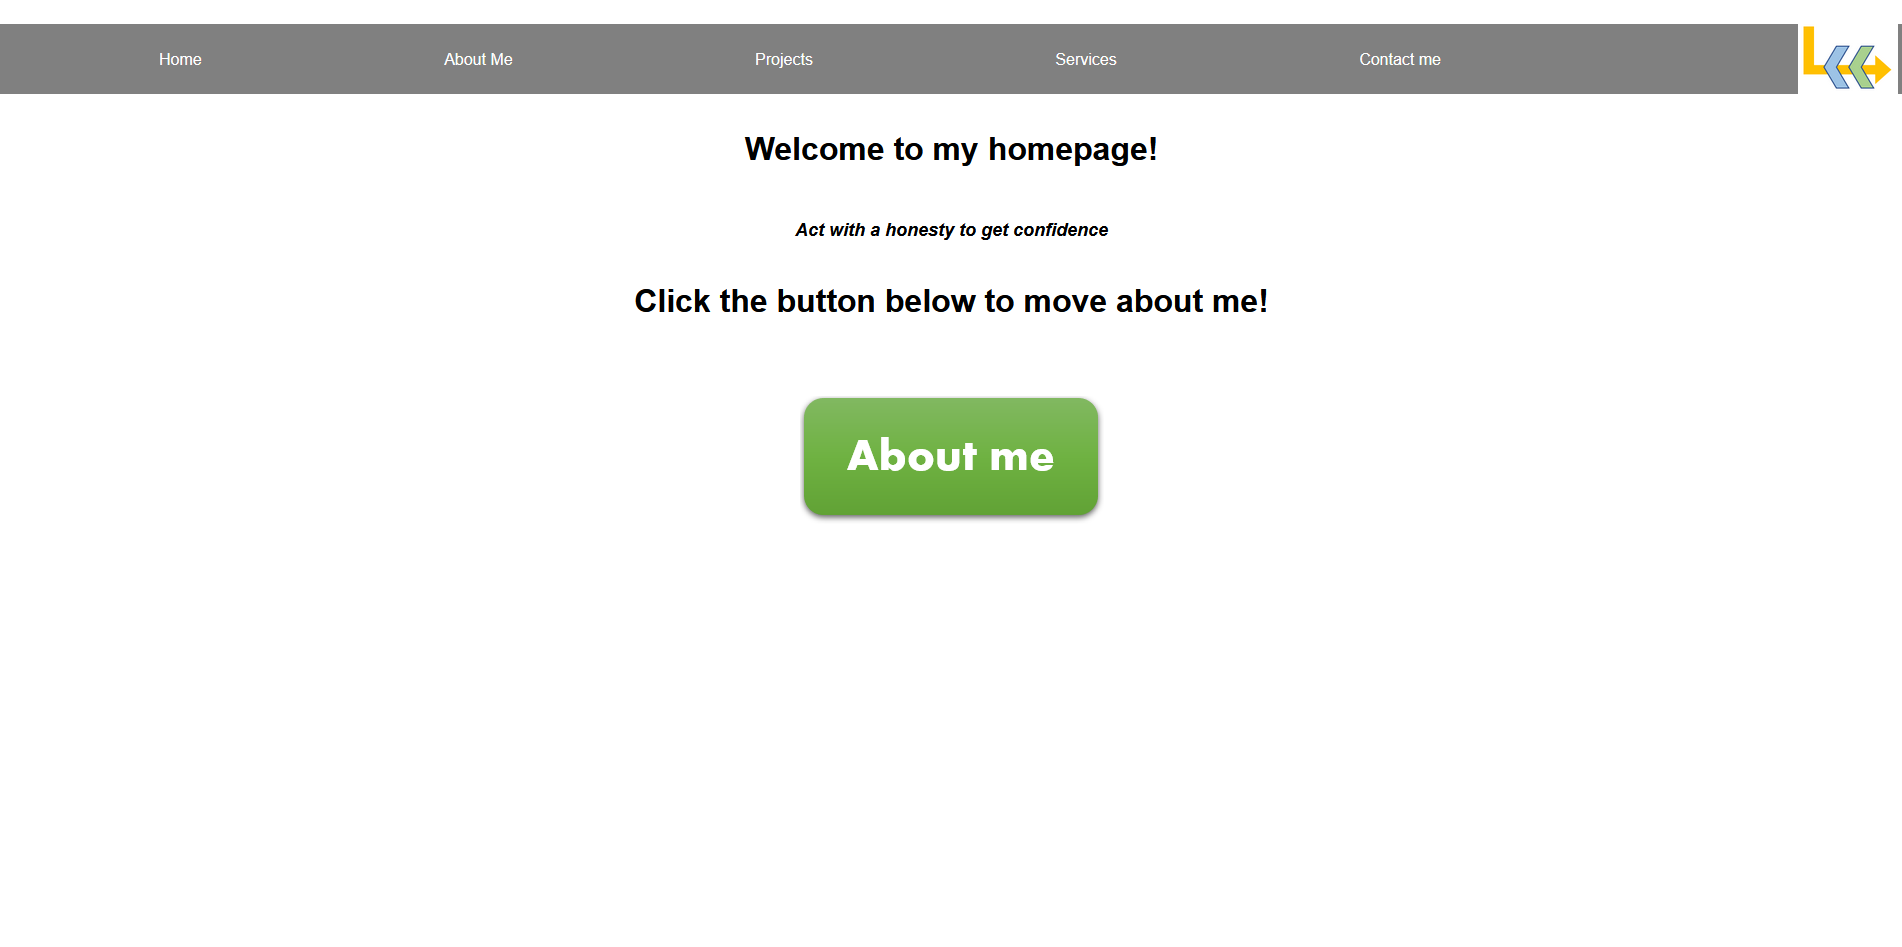 Home About Me Projects Services Contact me
Welcome to my homepage!
Act with a honesty to get confidence
Click the button below to move about me!
About me